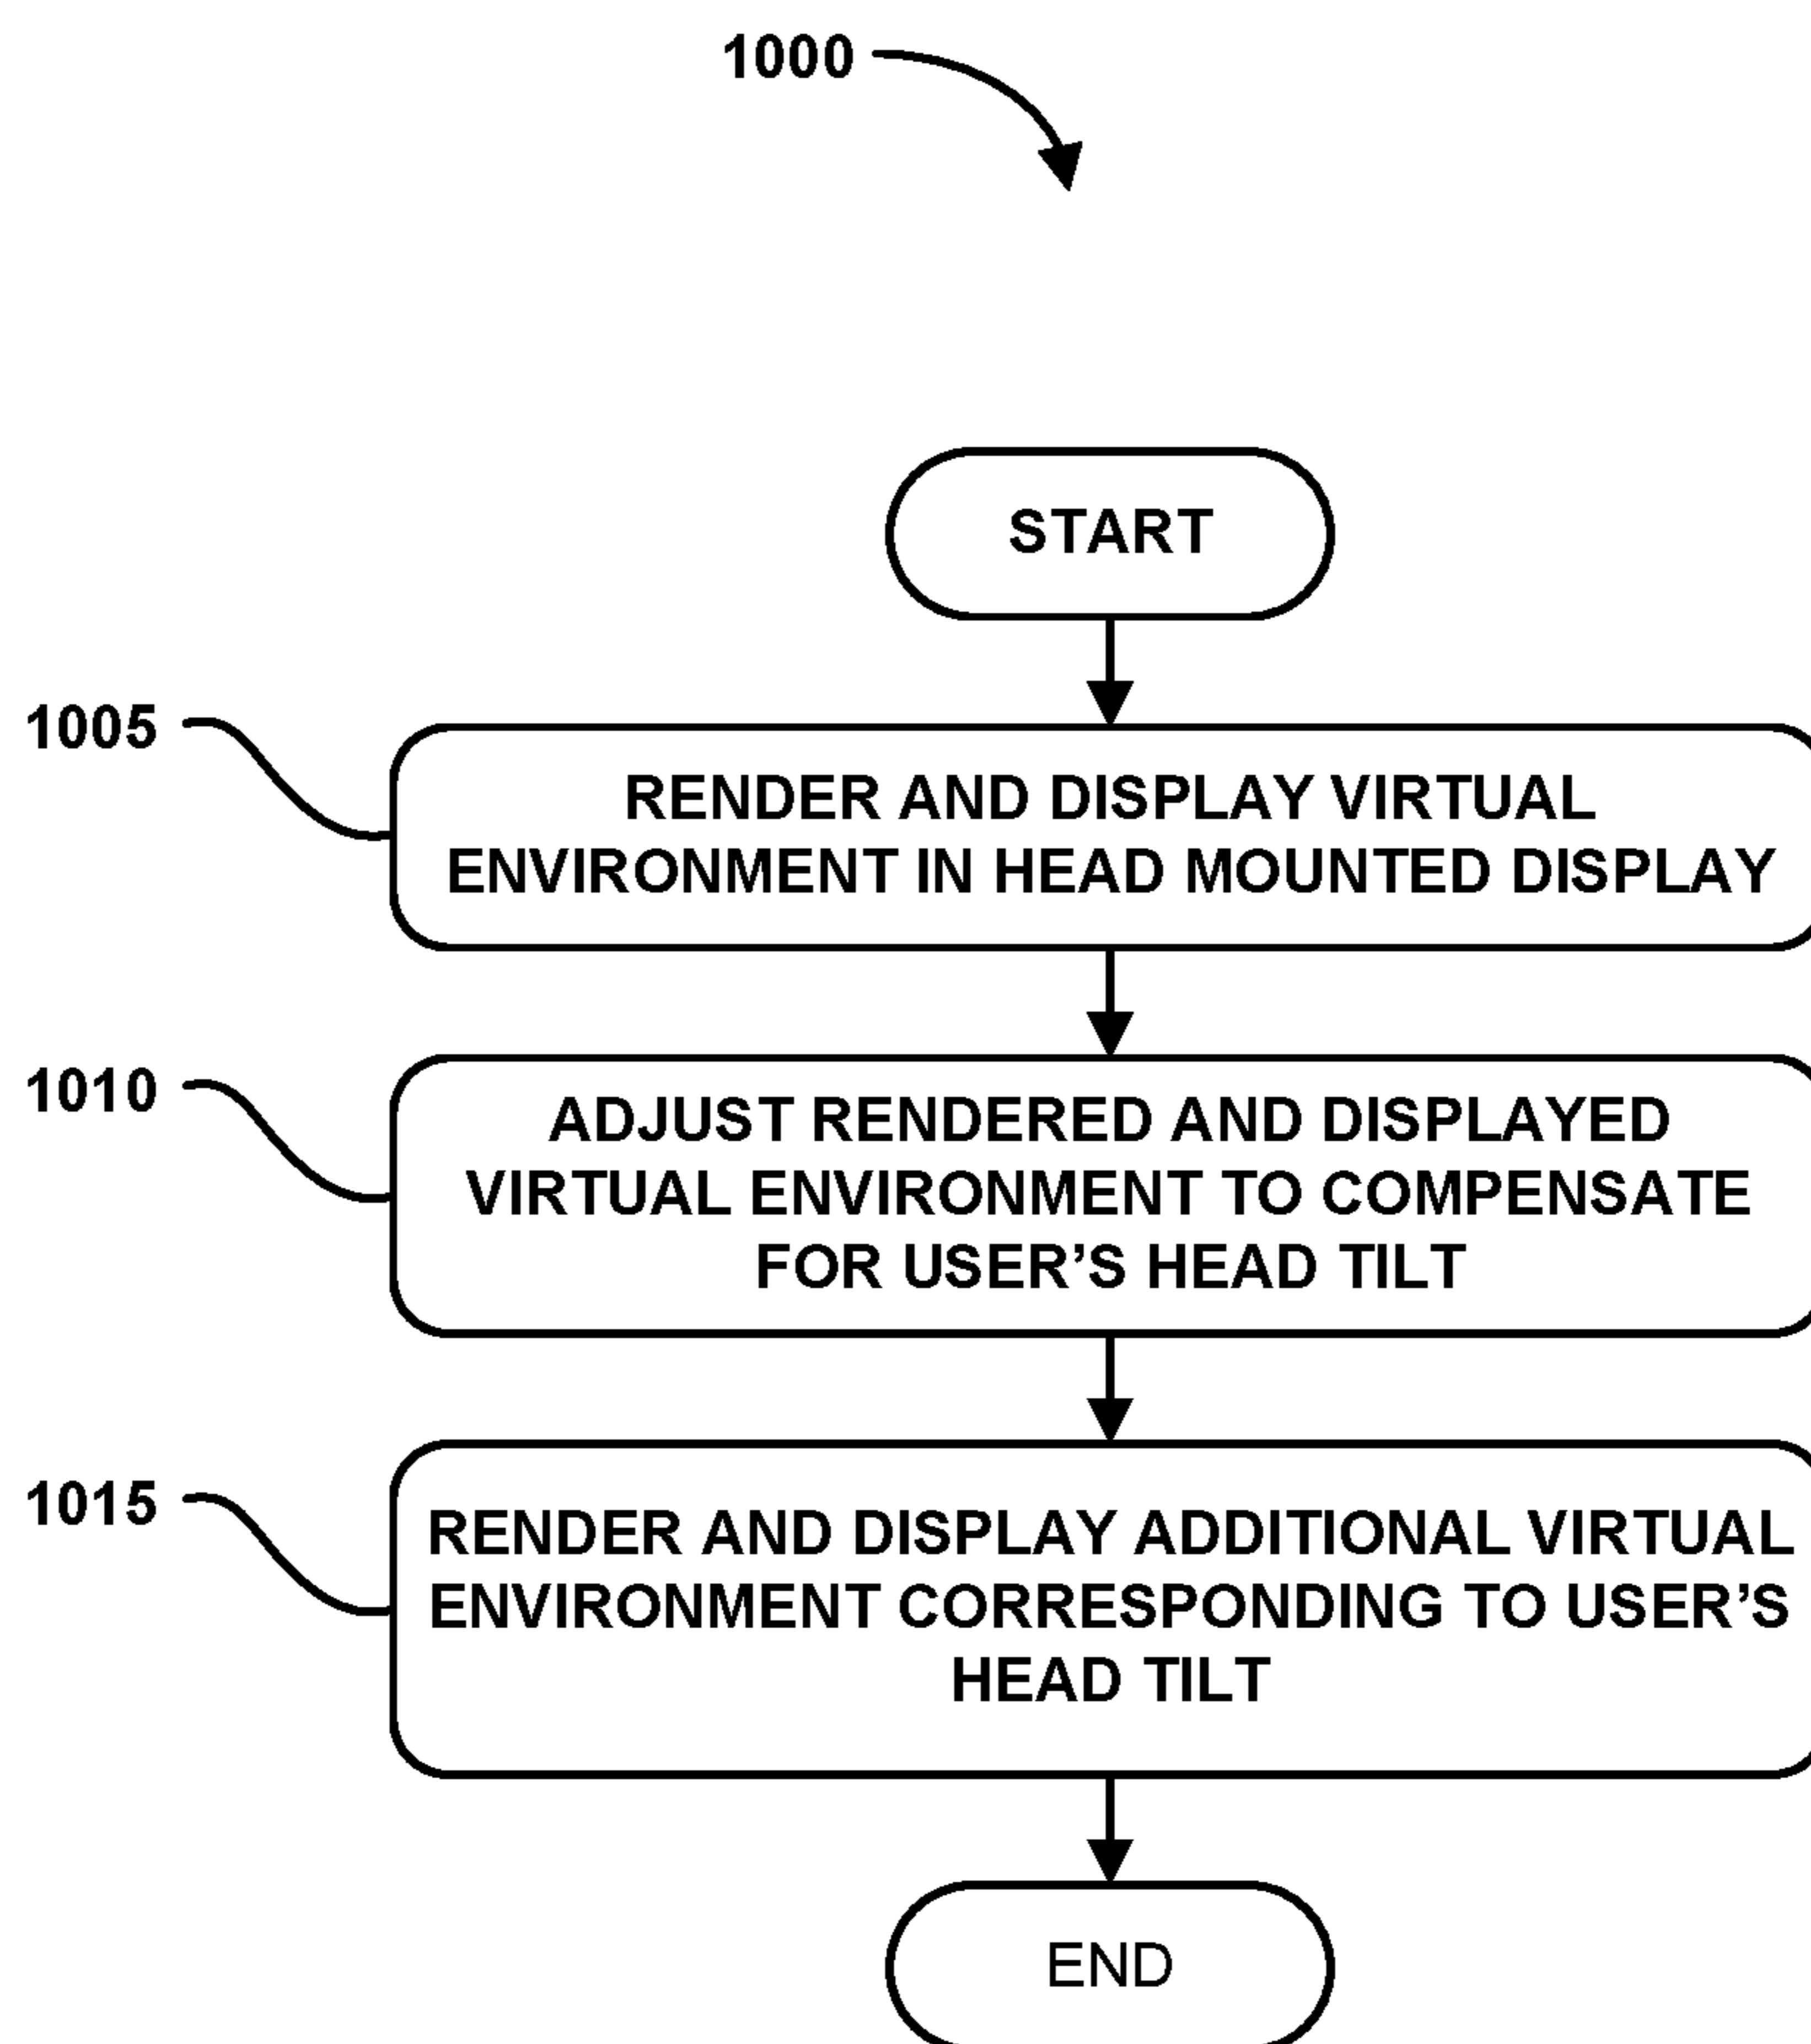 1000
START
1005
RENDER AND DISPLAY VIRTUAL
ENVIRONMENT IN HEAD MOUNTED DISPLAY
1010
ADJUST RENDERED AND DISPLAYED
VIRTUAL ENVIRONMENT TO COMPENSATE
FOR USER’S HEAD TILT
1015
RENDER AND DISPLAY ADDITIONAL VIRTUAL
ENVIRONMENT CORRESPONDING TO USER’S
HEAD TILT
END